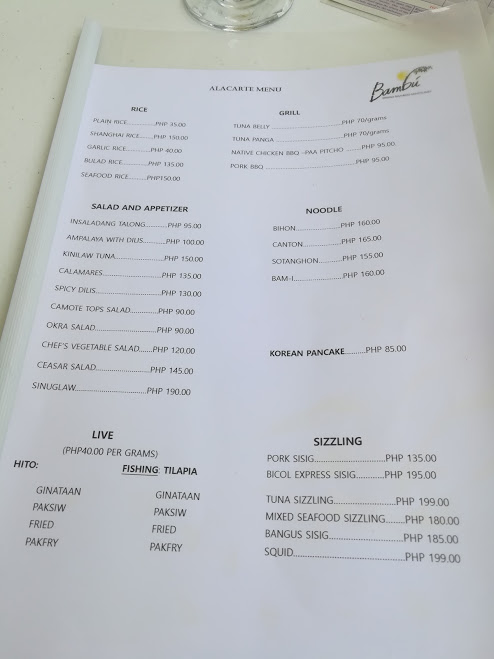 ALACARTE MENU
Bambú
RICE
PLAIN RICE..........PHP 35.00
SHANGHAI RICE........PHP 150.00
GARLIC RICE.........PHP 40.00
BULAD RICE..........PHP 135.00
SEAFOOD RICE.......PHP150.00
GRILL
TUNA BELLY ....................................PHP 70/grams
TUNA PANGA ....................................PHP 70/grams
NATIVE CHICKEN BBQ –PAA PITCHO ........PHP 95.00
PORK BBQ ...........................................PHP 95.00
SALAD AND APPETIZER
INSALADANG TALONG..........PHP 95.00
AMPALAYA WITH DILIS..........PHP 100.00
KINILAW TUNA......................PHP 150.00
CALAMARES..........................PHP 135.00
SPICY DILIS...........................PHP 130.00
CAMOTE TOPS SALAD............PHP 90.00
OKRA SALAD.........................PHP 90.00
CHEF'S VEGETABLE SALAD......PHP 120.00
CEASAR SALAD.....................PHP 145.00
SINUGLAW............................PHP 190.00
NOODLE
BIHON....................PHP 160.00
CANTON.................PHP 165.00
SOTANGHON..........PHP 155.00
BAM-I.....................PHP 160.00
KOREAN PANCAKE.........PHP 85.00
LIVE
(PHP40.00 PER GRAMS)
HITO:
GINATAAN
PAKSIW
FRIED
PAKFRY
FISHING: TILAPIA
GINATAAN
PAKSIW
FRIED
PAKFRY
SIZZLING
PORK SISIG.........................PHP 135.00
BICOL EXPRESS SISIG..........PHP 195.00
TUNA SIZZLING.....................PHP 199.00
MIXED SEAFOOD SIZZLING.......PHP 180.00
BANGUS SISIG..........................PHP 185.00
SQUID.......................................PHP 199.00